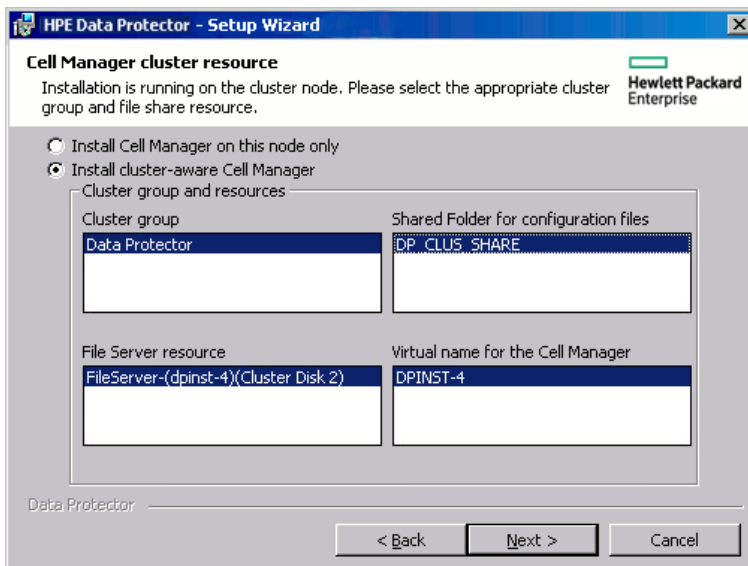 HPE Data Protector - Setup Wizard
Cell Manager cluster resource
Installation is running on the cluster node. Please select the appropriate cluster
group and file share resource.
Hewlett Packard
Enterprise
Install Cell Manager on this node only
Install cluster-aware Cell Manager
Cluster group and resources
Cluster group
Shared Folder for configuration files
Data Protector
DP_CLUS_SHARE
File Server resource
Virtual name for the Cell Manager
FileServer-(dpinst-4)(Cluster Disk 2)
DPINST-4
Data Protector
< Back
Next >
Cancel